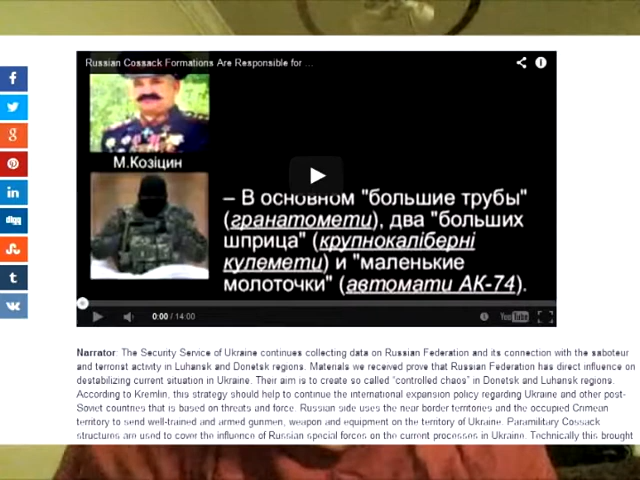 Russian Cossack Formations Are Responsible for ...
М.Козіцин
– В основном "большие трубы"
(гранатомети), два "больших
шприца" (крупнокаліберні
кулемети) и "маленькие
молоточки" (автомати АК-74).
0:00 / 14:00
YouTube
f
8
in
digg
t
Narrator: The Security Service of Ukraine continues collecting data on Russian Federation and its connection with the saboteur
and terrorist activity in Luhansk and Donetsk regions. Materials we received prove that Russian Federation has direct influence on
destabilizing current situation in Ukraine. Their aim is to create so called "controlled chaos" in Donetsk and Luhansk regions.
According to Kremlin, this strategy should help to continue the international expansion policy regarding Ukraine and other post-
Soviet countries that is based on threats and force. Russian side uses the near border territories and the occupied Crimean
territory to send well-trained and armed gunmen, weapon and equipment on the territory of Ukraine. Paramilitary Cossack
structures are used to cover the influence of Russian special forces on the current processes in Ukraine. Technically this brought